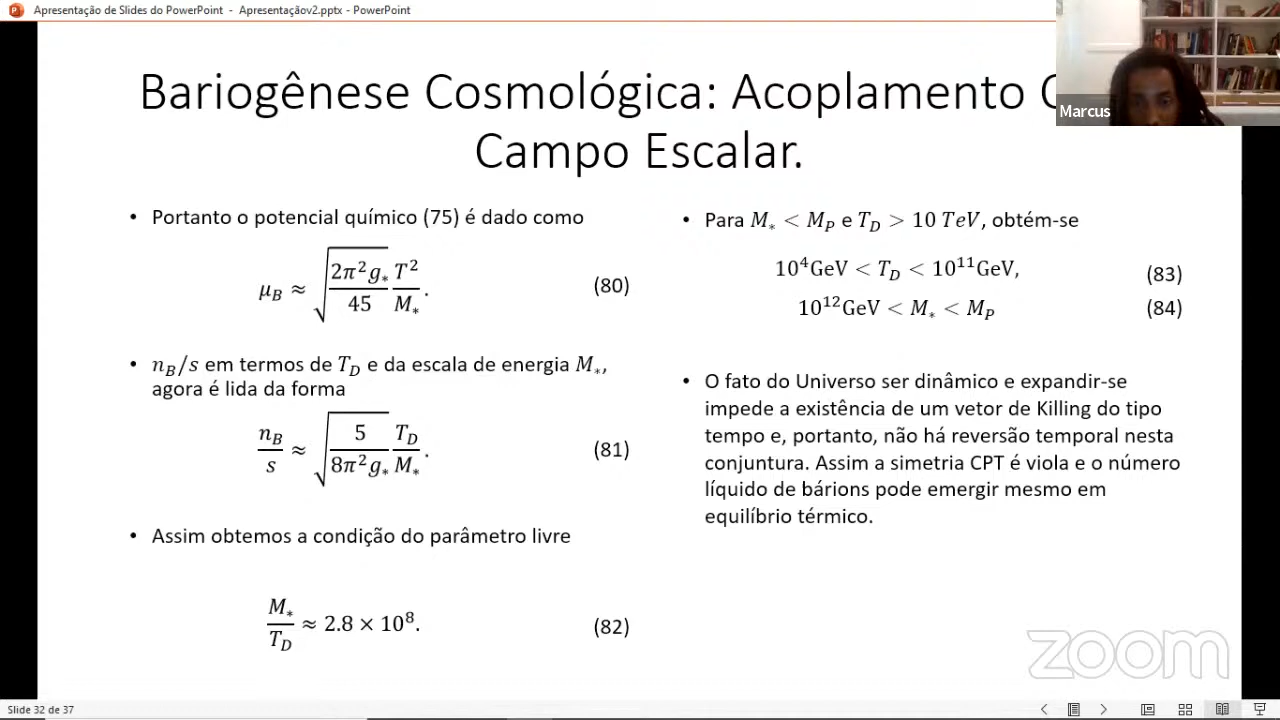 Apresentação de Slides do PowerPoint - Apresentaçãov2.pptx - PowerPoint
Marcus
Bariogênese Cosmológica: Acoplamento
Campo Escalar.
• Portanto o potencial químico (75) é dado como
μ_B ≈ √(2π²g_*/45) T²/M_*. (80)
• n_B/s em termos de T_D e da escala de energia M_*,
agora é lida da forma
n_B/s ≈ √(5/8π²g_*) T_D/M_*. (81)
• Assim obtemos a condição do parâmetro livre
M_*/T_D ≈ 2.8 × 10⁸. (82)
• Para M_* < M_P e T_D > 10 TeV, obtém-se
10⁴GeV < T_D < 10¹¹GeV, (83)
10¹²GeV < M_* < M_P (84)
• O fato do Universo ser dinâmico e expandir-se
impede a existência de um vetor de Killing do tipo
tempo e, portanto, não há reversão temporal nesta
conjuntura. Assim a simetria CPT é viola e o número
líquido de bárions pode emergir mesmo em
equilíbrio térmico.
zoom
Slide 32 de 37